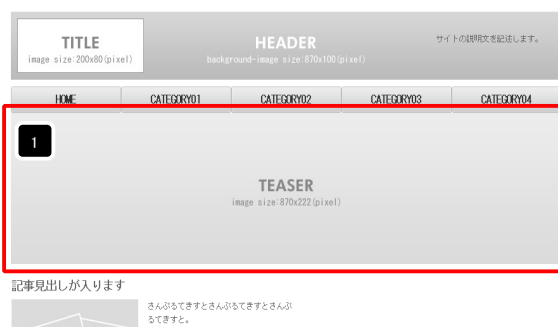 TITLE
image size:200x80(pixel)
HEADER
background-image size:870x100(pixel)
サイトの説明文を記述します。
HOME
CATEGORY01
CATEGORY02
CATEGORY03
CATEGORY04
1
TEASER
image size:870x222(pixel)
記事見出しが入ります
さんぷるてきすとさんぷるてきすとさんぷ
るてきすと。